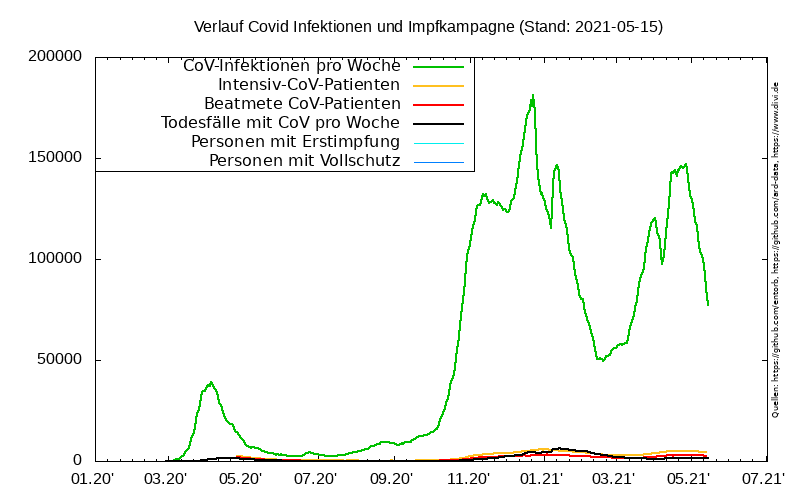 Verlauf Covid Infektionen und Impfkampagne (Stand: 2021-05-15)
200000
150000
100000
50000
0
CoV-Infektionen pro Woche
Intensiv-CoV-Patienten
Beatmete CoV-Patienten
Todesfälle mit CoV pro Woche
Personen mit Erstimpfung
Personen mit Vollschutz
01.20' 03.20' 05.20' 07.20' 09.20' 11.20' 01.21' 03.21' 05.21' 07.21'
Quellen: https://github.com/entorb, https://github.com/ard-data, https://www.divi.de